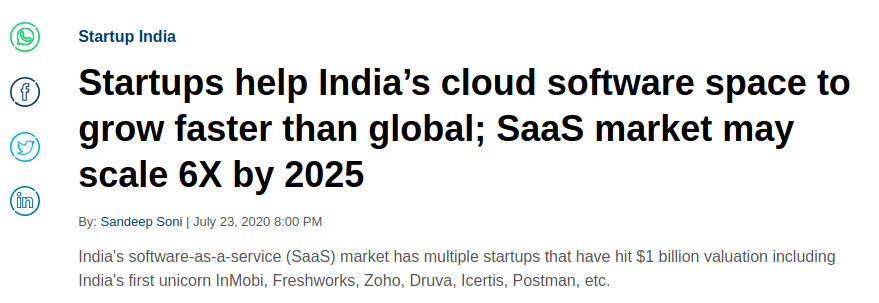 Startup India
Startups help India’s cloud software space to
grow faster than global; SaaS market may
scale 6X by 2025
By: Sandeep Soni | July 23, 2020 8:00 PM
India's software-as-a-service (SaaS) market has multiple startups that have hit $1 billion valuation including
India's first unicorn InMobi, Freshworks, Zoho, Druva, Icertis, Postman, etc.